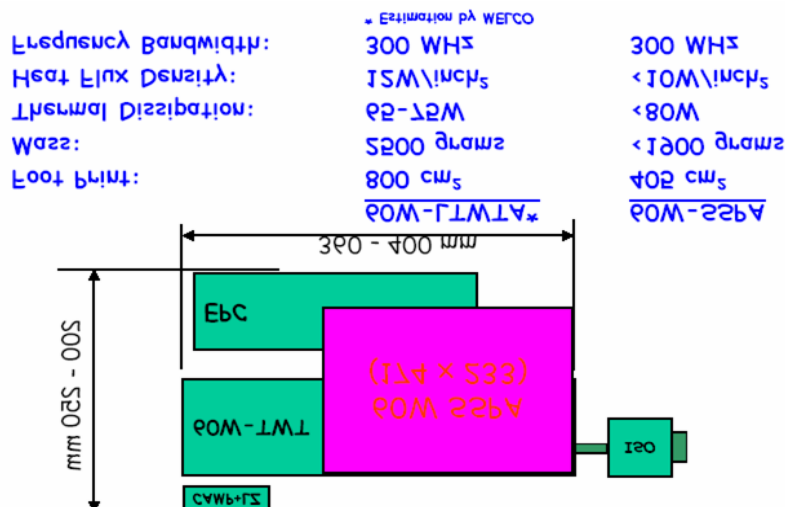 CAMP+LZ
60W-TWT
ISO
60W SSPA
(174 x 233)
EPC
200 - 250 mm
360 - 400 mm
60W-LTWTA* 60W-SSPA
Foot Print: 800 cm² 405 cm²
Mass: 2500 grams <1900 grams
Thermal Dissipation: 65-75W <80W
Heat Flux Density: 12W/inch² <10W/inch²
Frequency Bandwidth: 300 MHz 300 MHz
* Estimation by MELCO